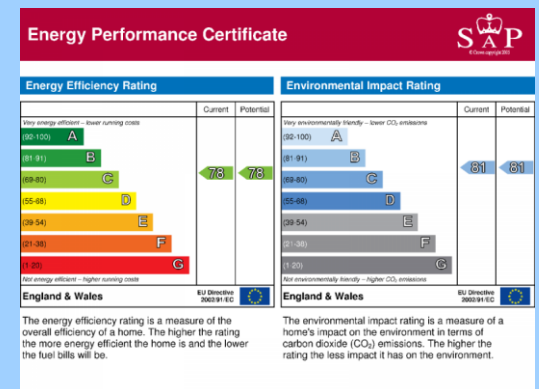 Energy Performance Certificate
SAP
© Crown copyright 2005
Energy Efficiency Rating
Current Potential
Very energy efficient - lower running costs
(92-100) A
(81-91) B
(69-80) C
78 78
(55-68) D
(39-54) E
(21-38) F
(1-20) G
Not energy efficient - higher running costs
England & Wales
EU Directive
2002/91/EC
The energy efficiency rating is a measure of the
overall efficiency of a home. The higher the rating
the more energy efficient the home is and the lower
the fuel bills will be.
Environmental Impact Rating
Current Potential
Very environmentally friendly - lower CO₂ emissions
(92-100) A
(81-91) B
81 81
(69-80) C
(55-68) D
(39-54) E
(21-38) F
(1-20) G
Not environmentally friendly - higher CO₂ emissions
England & Wales
EU Directive
2002/91/EC
The environmental impact rating is a measure of a
home's impact on the environment in terms of
carbon dioxide (CO₂) emissions. The higher the
rating the less impact it has on the environment.